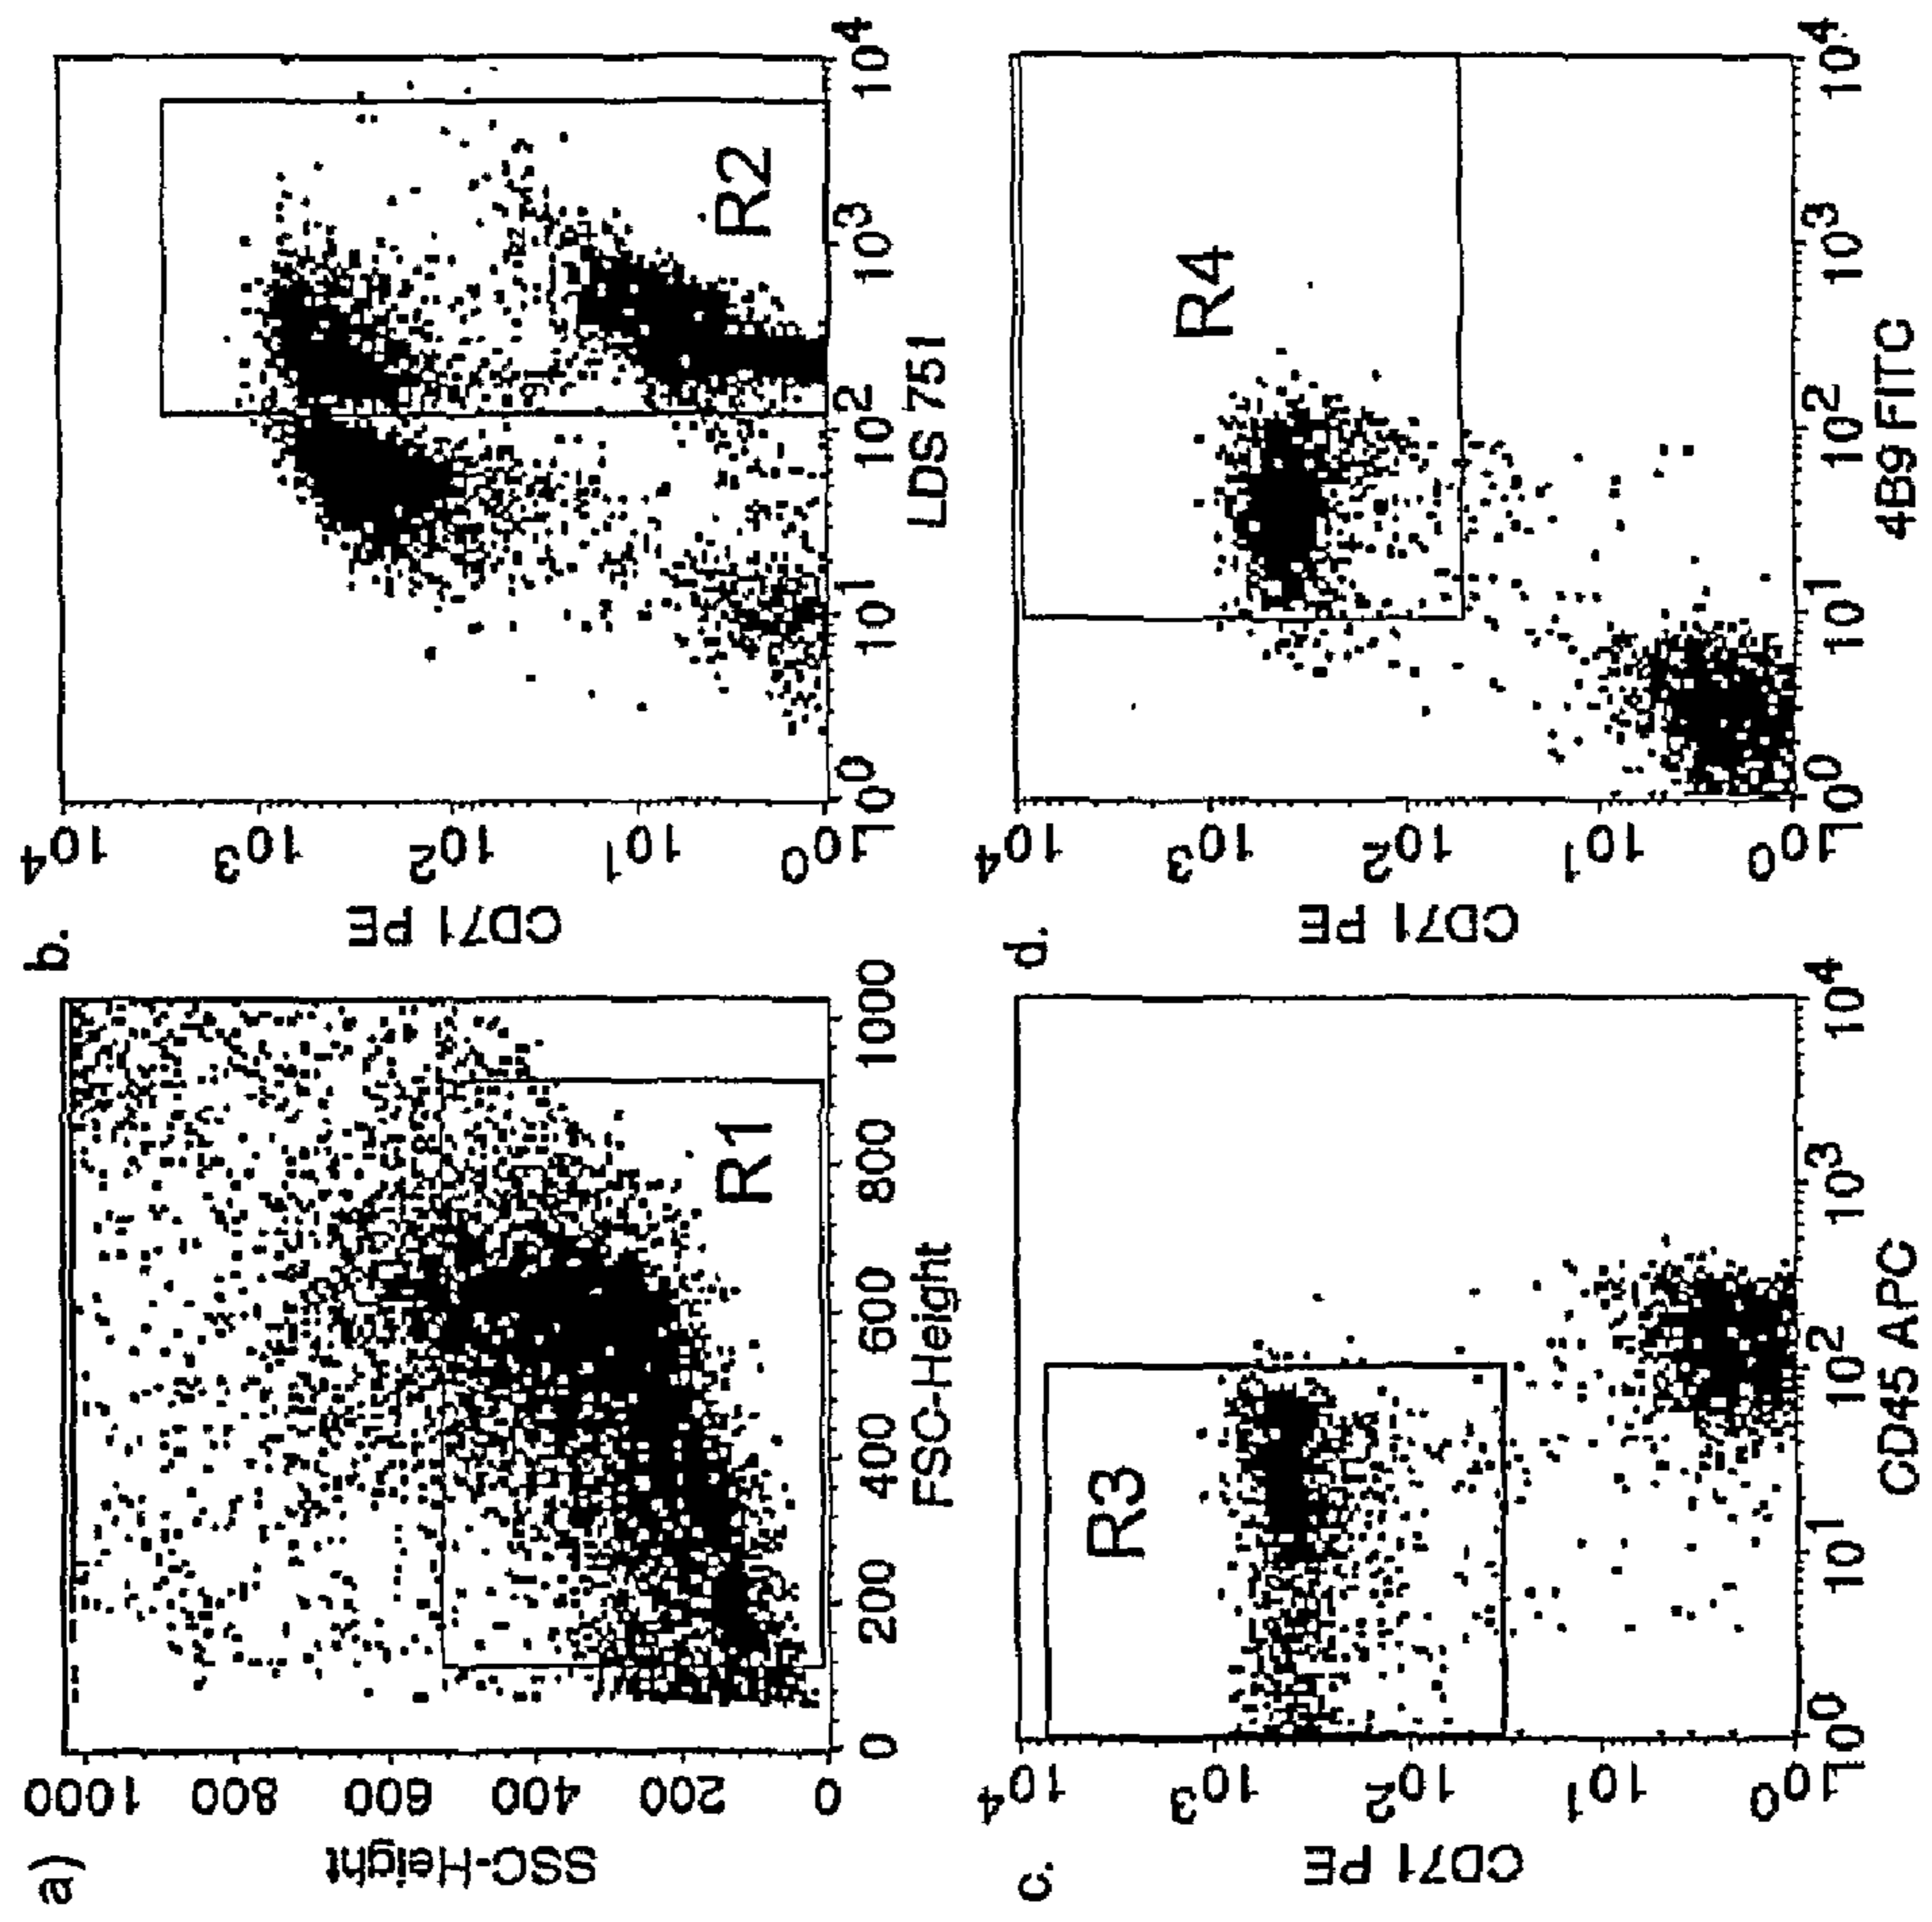 a)
SSC-Height
1000
800
600
400
200
0
R1
0
200
400
600
800
1000
FSC-Height
b.
CD71 PE
10⁴
10³
10²
10¹
10⁰
R2
10⁰
10¹
10²
10³
10⁴
LDS 751
c.
CD71 PE
10⁴
10³
10²
10¹
10⁰
R3
10⁰
10¹
10²
10³
10⁴
CD45 APC
d.
CD71 PE
10⁴
10³
10²
10¹
10⁰
R4
10⁰
10¹
10²
10³
10⁴
4B9 FITC